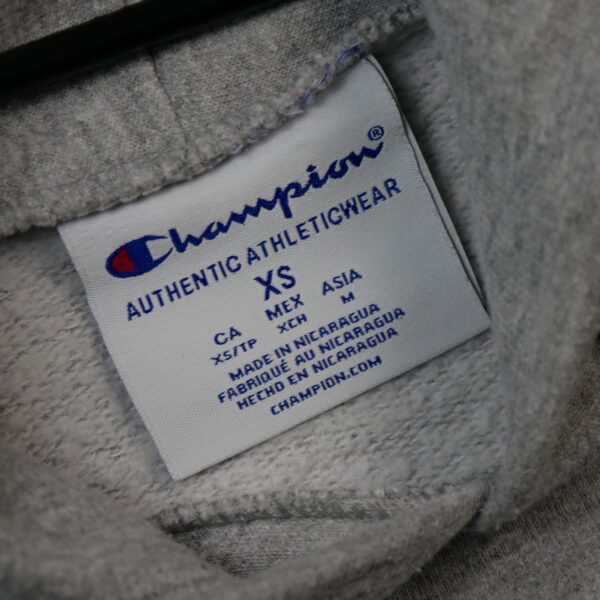 Champion®
AUTHENTIC ATHLETICWEAR
XS
CA MEX ASIA
XS/TP XCH M
MADE IN NICARAGUA
FABRIQUÉ AU NICARAGUA
HECHO EN NICARAGUA
CHAMPION.COM